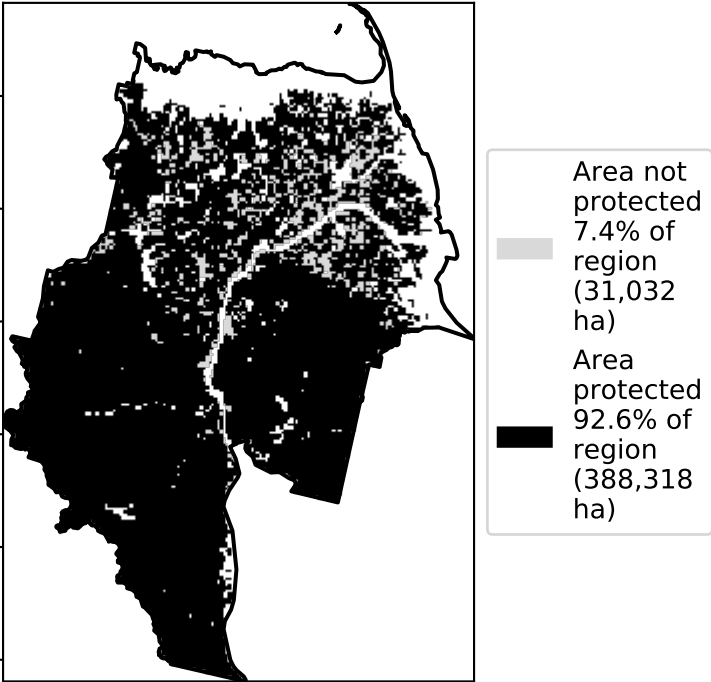 Area not
protected
7.4% of
region
(31,032
ha)
Area
protected
92.6% of
region
(388,318
ha)